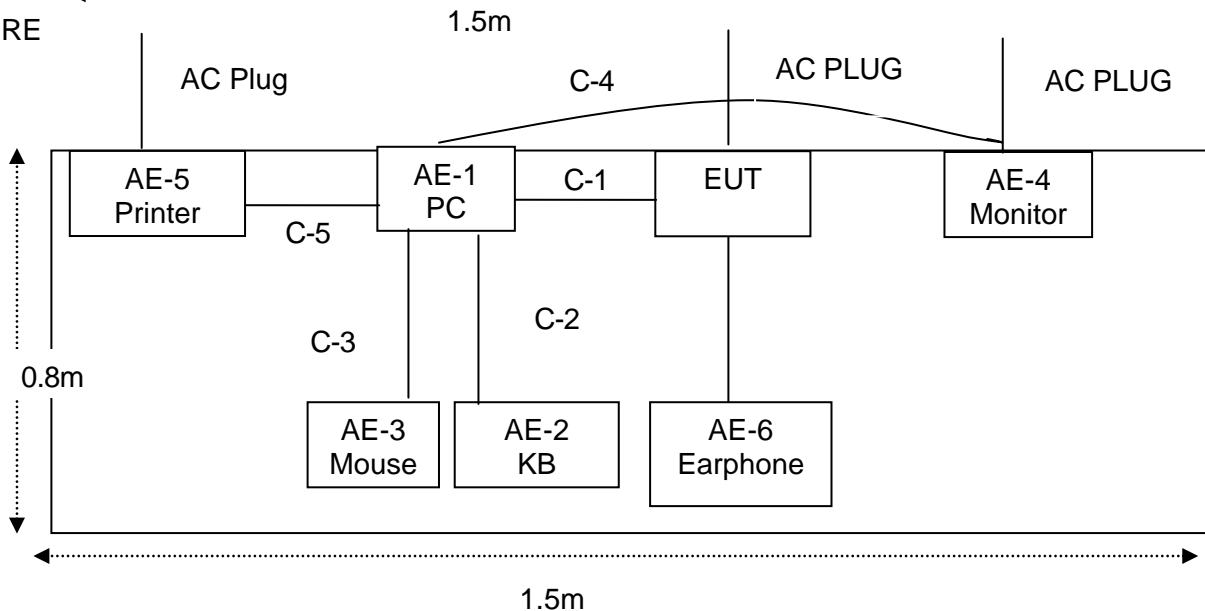 RE
1.5m
AC Plug
C-4
AC PLUG
AC PLUG
AE-5
Printer
AE-1
PC
C-1
EUT
AE-4
Monitor
C-5
C-3
C-2
0.8m
AE-3
Mouse
AE-2
KB
AE-6
Earphone
1.5m